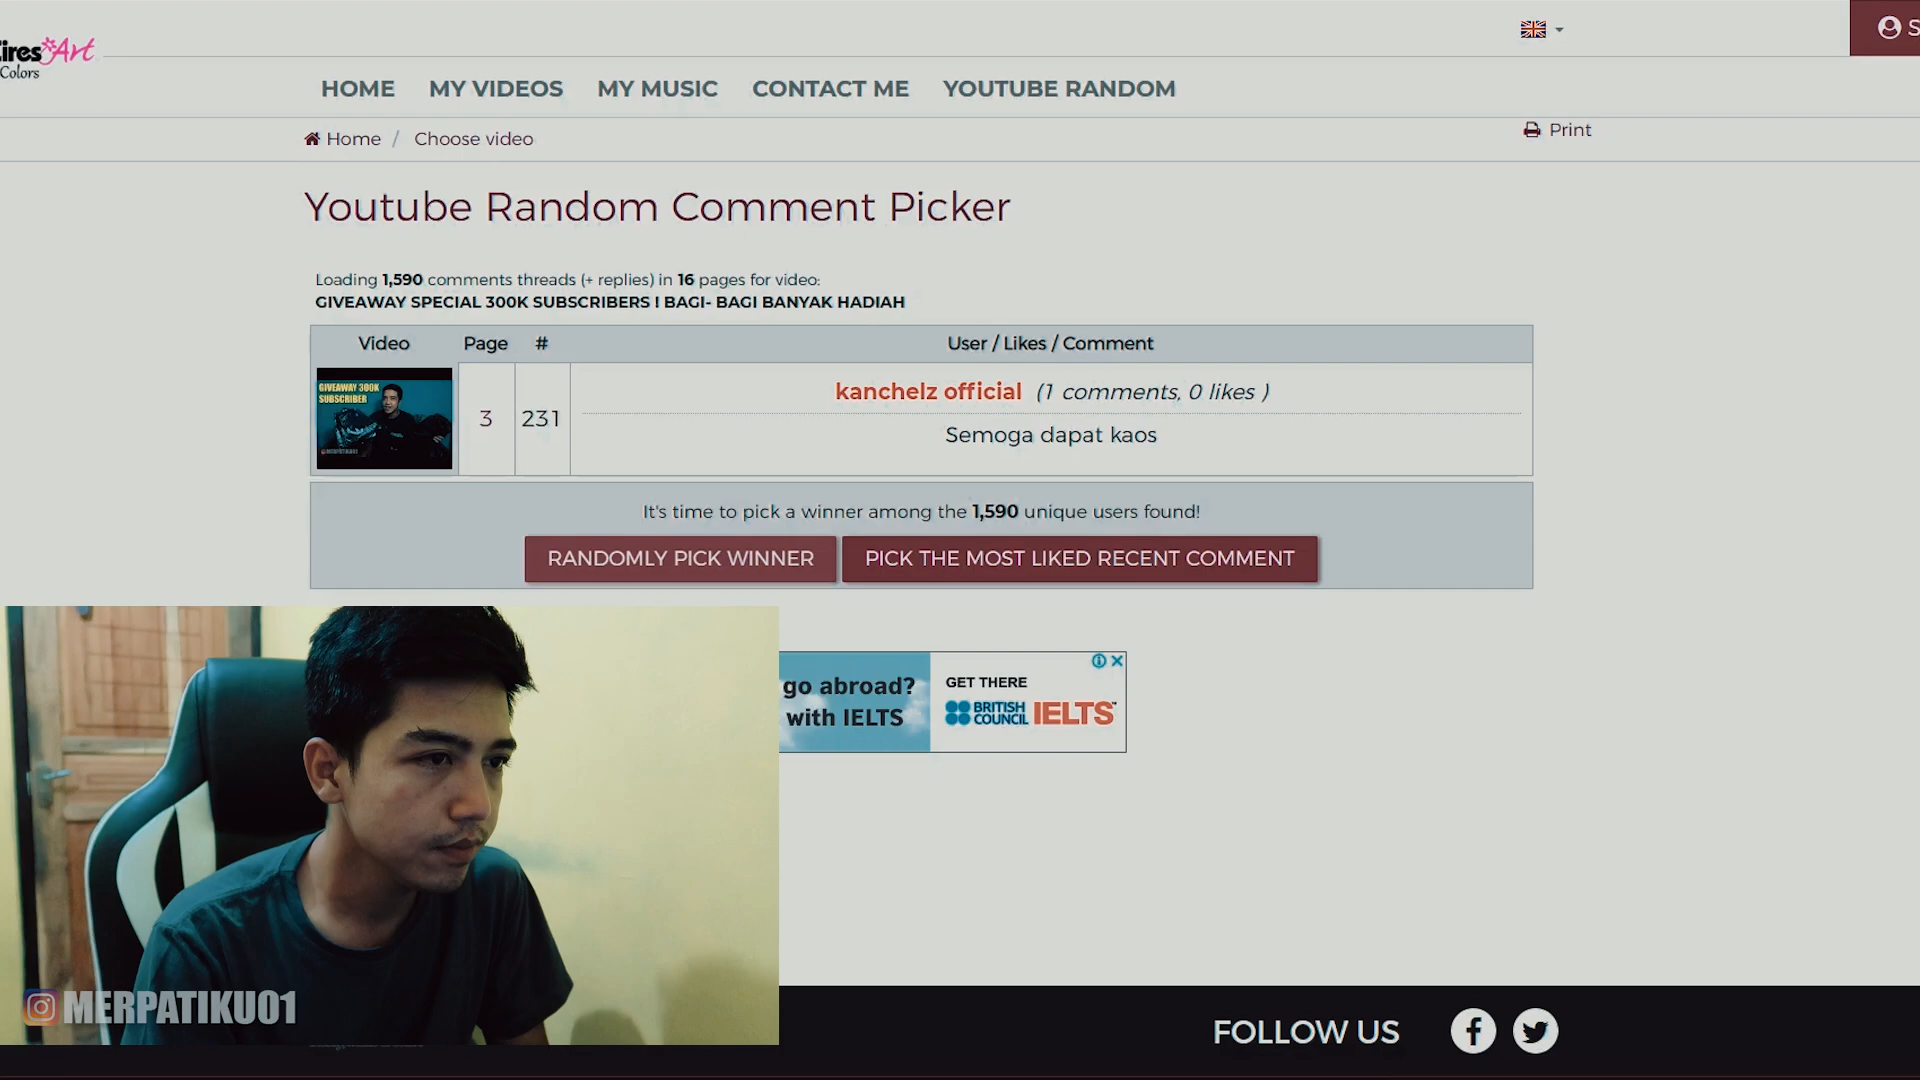 ires Art
Colors
S
HOME MY VIDEOS MY MUSIC CONTACT ME YOUTUBE RANDOM
Home / Choose video
Print
Youtube Random Comment Picker
Loading 1,590 comments threads (+ replies) in 16 pages for video:
GIVEAWAY SPECIAL 300K SUBSCRIBERS I BAGI- BAGI BANYAK HADIAH
Video Page # User / Likes / Comment
GIVEAWAY 300K
SUBSCRIBER
@MERPATIKU01
3 231
kanchelz official (1 comments, 0 likes )
Semoga dapat kaos
It's time to pick a winner among the 1,590 unique users found!
RANDOMLY PICK WINNER PICK THE MOST LIKED RECENT COMMENT
go abroad?
with IELTS
GET THERE
BRITISH COUNCIL IELTS™
MERPATIKU01
FOLLOW US